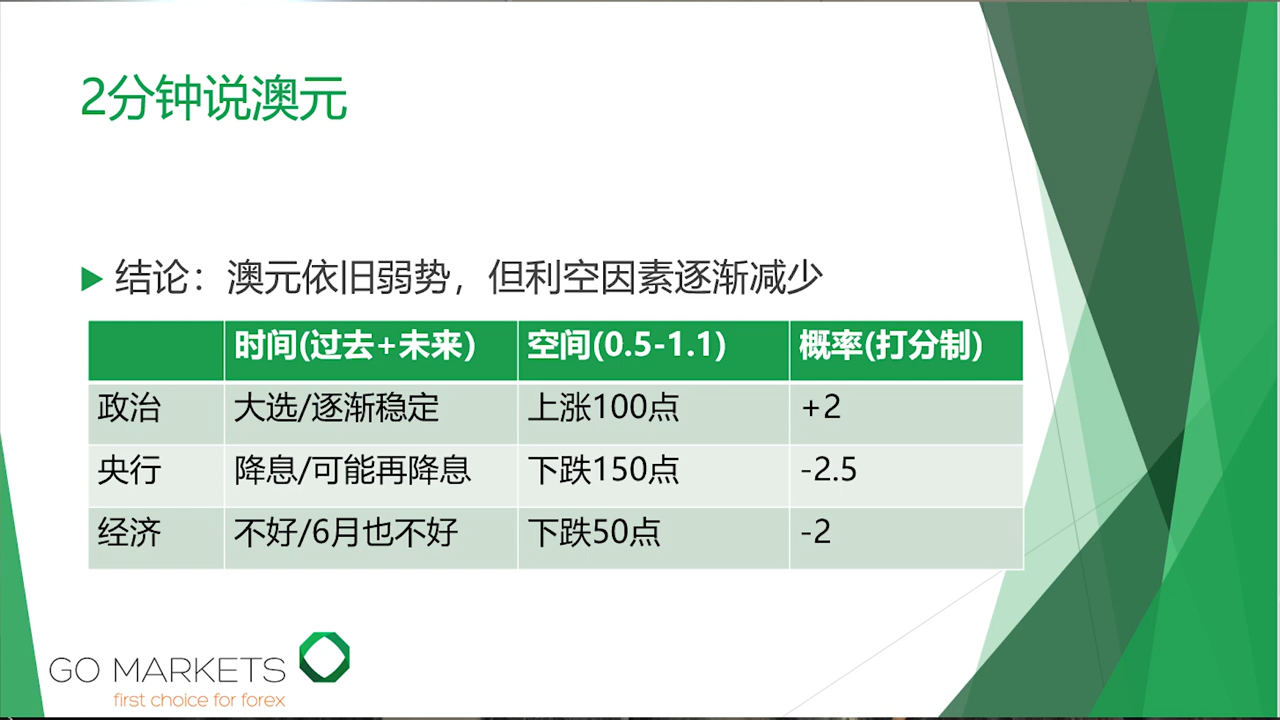 2分钟说澳元
结论：澳元依旧弱势，但利空因素逐渐减少
时间(过去+未来) 空间(0.5-1.1) 概率(打分制)
政治 大选/逐渐稳定 上涨100点 +2
央行 降息/可能再降息 下跌150点 -2.5
经济 不好/6月也不好 下跌50点 -2
GO MARKETS
first choice for forex